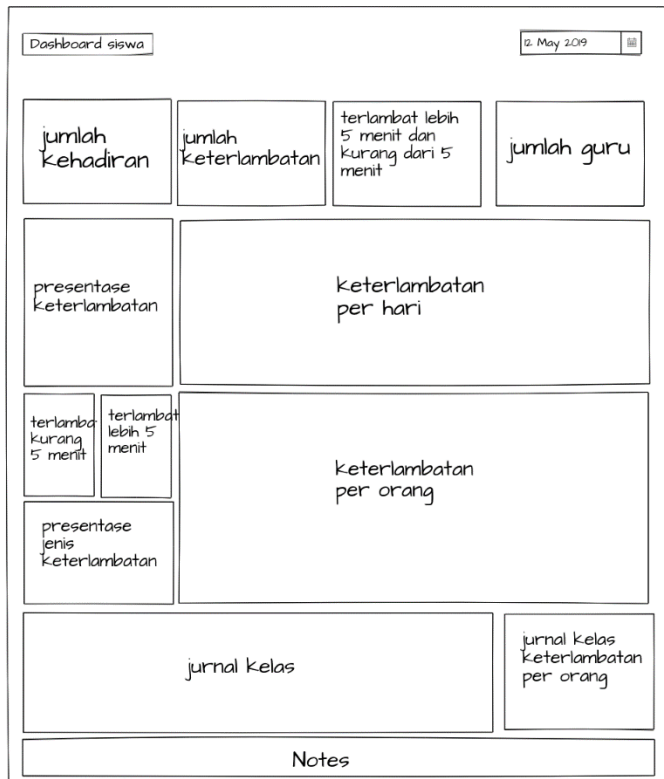 Dashboard siswa
12 May 2019
jumlah
kehadiran
jumlah
keterlambatan
terlambat lebih
5 menit dan
kurang dari 5
menit
jumlah guru
presentase
keterlambatan
keterlambatan
per hari
terlambat
kurang
5 menit
terlambat
lebih 5
menit
keterlambatan
per orang
presentase
jenis
keterlambatan
jurnal kelas
jurnal kelas
keterlambatan
per orang
Notes